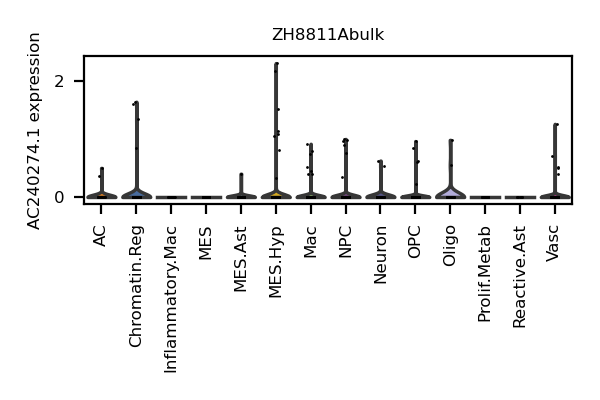 ZH8811Abulk
AC240274.1 expression
2
0
AC
Chromatin.Reg
Inflammatory.Mac
MES
MES.Ast
MES.Hyp
Mac
NPC
Neuron
OPC
Oligo
Prolif.Metab
Reactive.Ast
Vasc